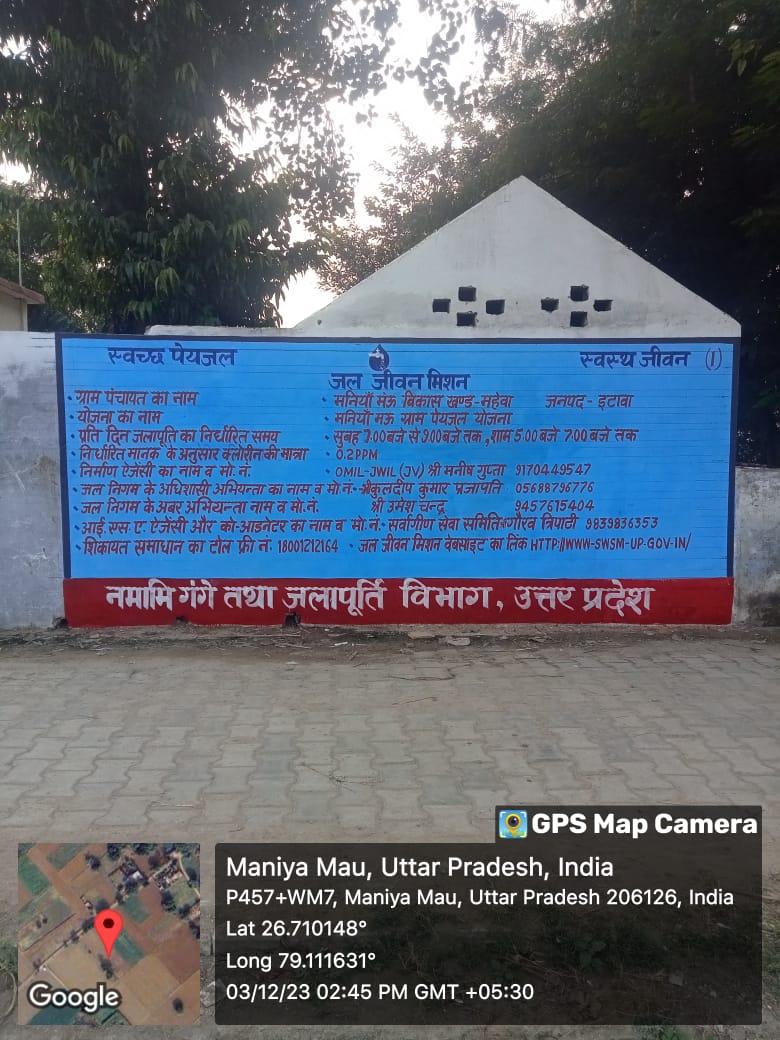 स्वच्छ पेयजल स्वस्थ जीवन (1)
जल जीवन मिशन
• ग्राम पंचायत का नाम • मनियाँ मऊ बिकास खण्ड-महेवा जनपद - इटावा
• योजना का नाम • मनियाँ मऊ ग्राम पेयजल योजना
• प्रति दिन जलापूर्ति का निर्धारित समय • सुबह 7.00 बजे से 9.00 बजे तक, शाम 5.00 बजे 7.00 बजे तक
• निर्धारित मानक के अनुसार क्लोरीन की मात्रा • 0.2PPM
• निर्माण ऐजेंसी का नाम व मो.नं. • OMIL-JWIL (JV) श्री मनीष गुप्ता 9170449547
• जल निगम के अधिशासी अभियन्ता का नाम व मो.नं.- श्री कुलदीप कुमार प्रजापति 05688796776
• जल निगम के अबर अभियन्ता नाम व मो.नं. श्री उमेश चन्द्र 9457615404
• आई.एस.ए. ऐजेंसी और को-आडनेटर का नाम व मो.नं.- सर्वागीण सेवा समिति गौरव त्रिपाठी 9839836353
• शिकायत समाधान का टोल फ्री नं. 18001212164 • जल जीवन मिशन वेबसाइट का लिंक HTTP://WWW-SWSM-UP-GOV-IN/
नमामि गंगे तथा जलापूर्ति विभाग, उत्तर प्रदेश
GPS Map Camera
Maniya Mau, Uttar Pradesh, India
P457+WM7, Maniya Mau, Uttar Pradesh 206126, India
Lat 26.710148°
Long 79.111631°
03/12/23 02:45 PM GMT +05:30
Google